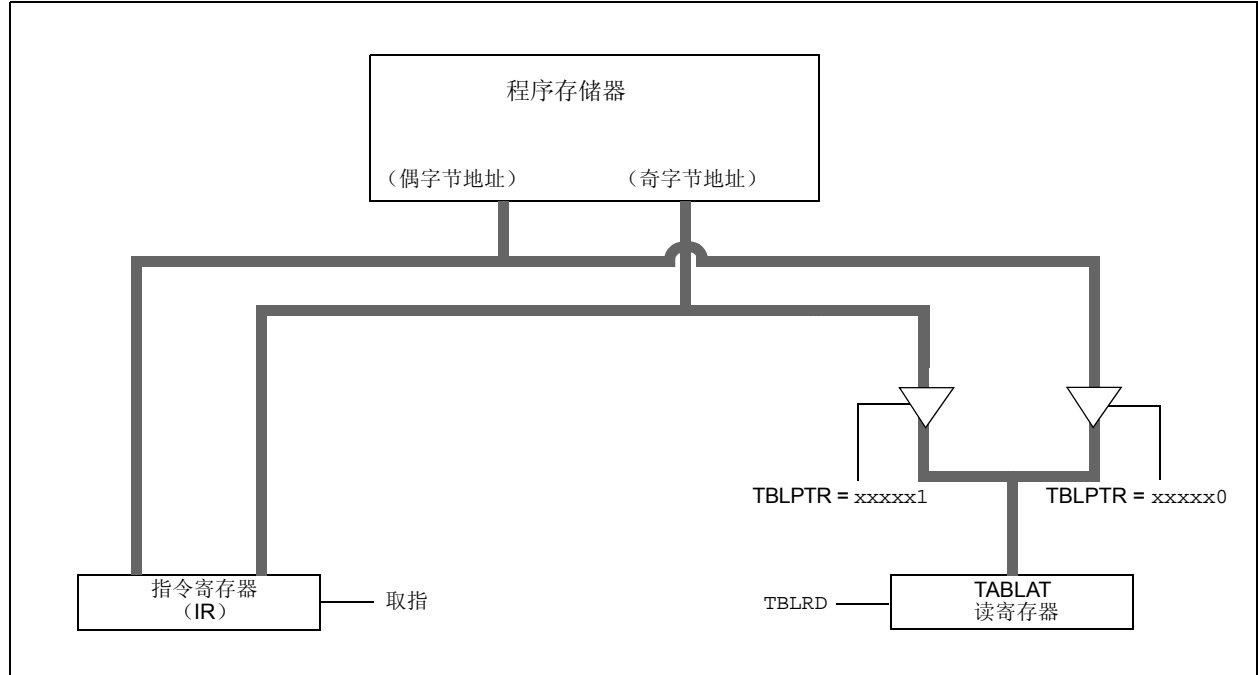 程序存储器
（偶字节地址）
（奇字节地址）
TBLPTR = xxxxx1
TBLPTR = xxxxx0
指令寄存器
（IR）
取指
TBLRD
TABLAT
读寄存器